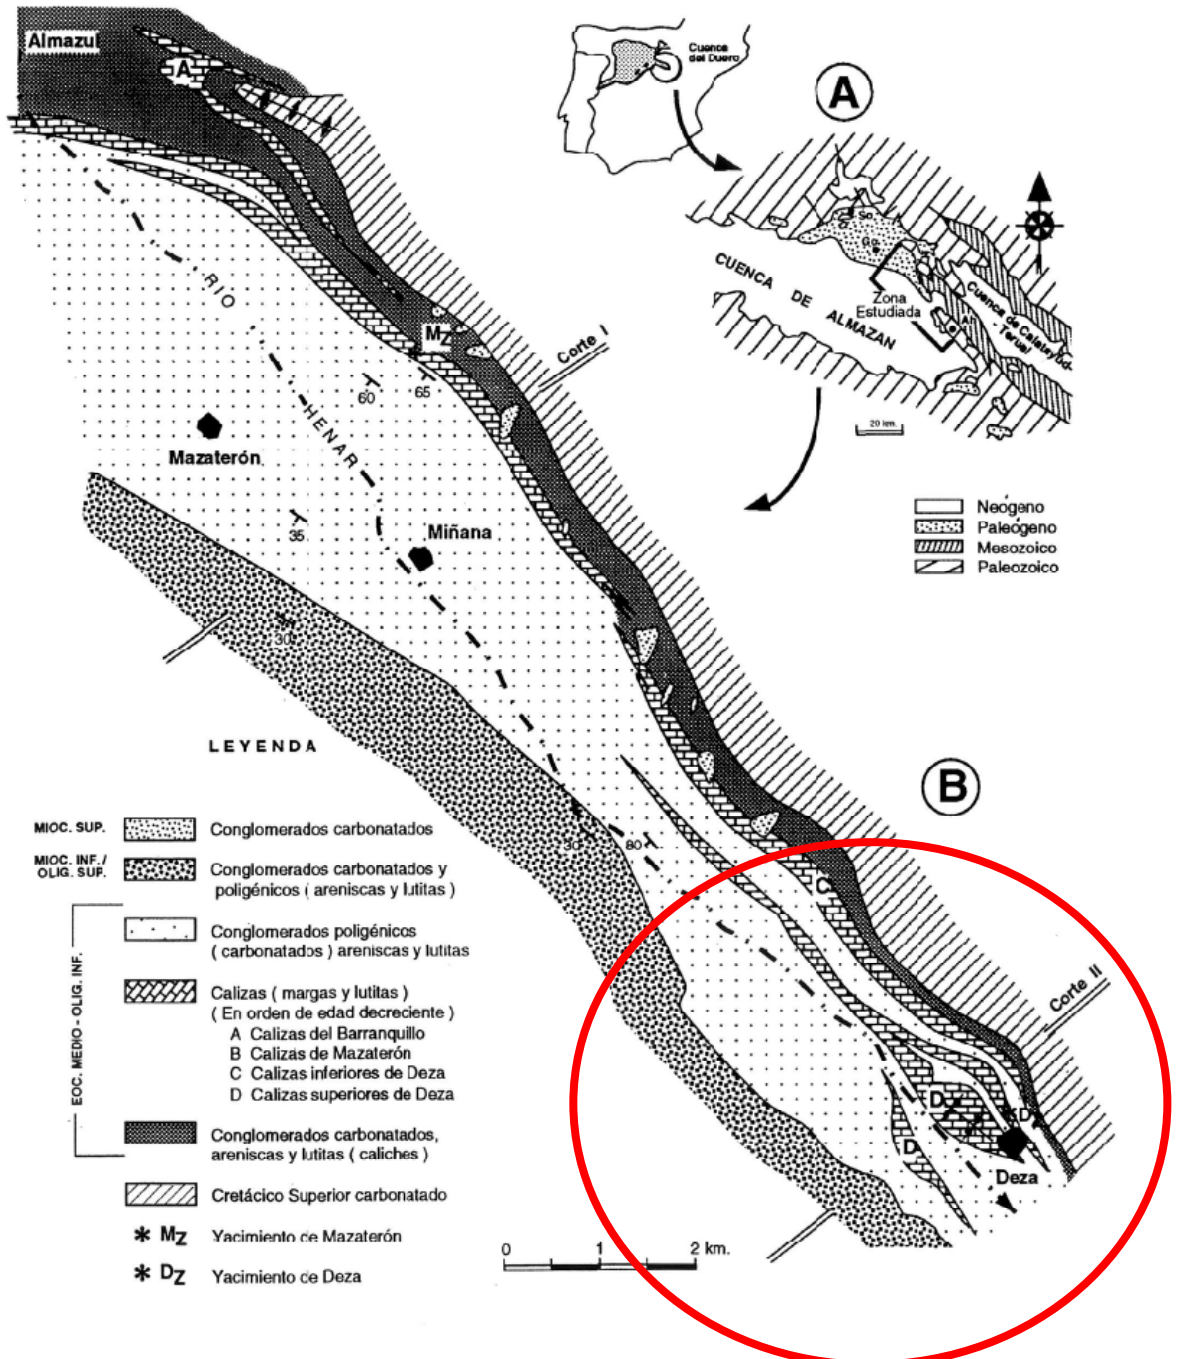 Almazul
A
Cuenca
del Duero
A
So.
Go.
CUENCA DE ALMAZAN
Zona
Estudiada
Al.
Cuenca de Calatayud-
-Teruel
20 km.
Neógeno
Paleógeno
Mesozoico
Paleozoico
RIO HENAR
MZ
Corte I
60
65
Mazaterón
35
Miñana
30
LEYENDA
B
MIOC. SUP.
Conglomerados carbonatados
MIOC. INF./
OLIG. SUP.
Conglomerados carbonatados y
poligénicos ( areniscas y lutitas )
EOC. MEDIO - OLIG. INF.
Conglomerados poligénicos
( carbonatados ) areniscas y lutitas
Calizas ( margas y lutitas )
( En orden de edad decreciente )
A Calizas del Barranquillo
B Calizas de Mazaterón
C Calizas inferiores de Deza
D Calizas superiores de Deza
Conglomerados carbonatados,
areniscas y lutitas ( caliches )
Cretácico Superior carbonatado
* MZ Yacimiento de Mazaterón
* DZ Yacimiento de Deza
30
80
C
Corte II
D
D
Deza
0 1 2 km.